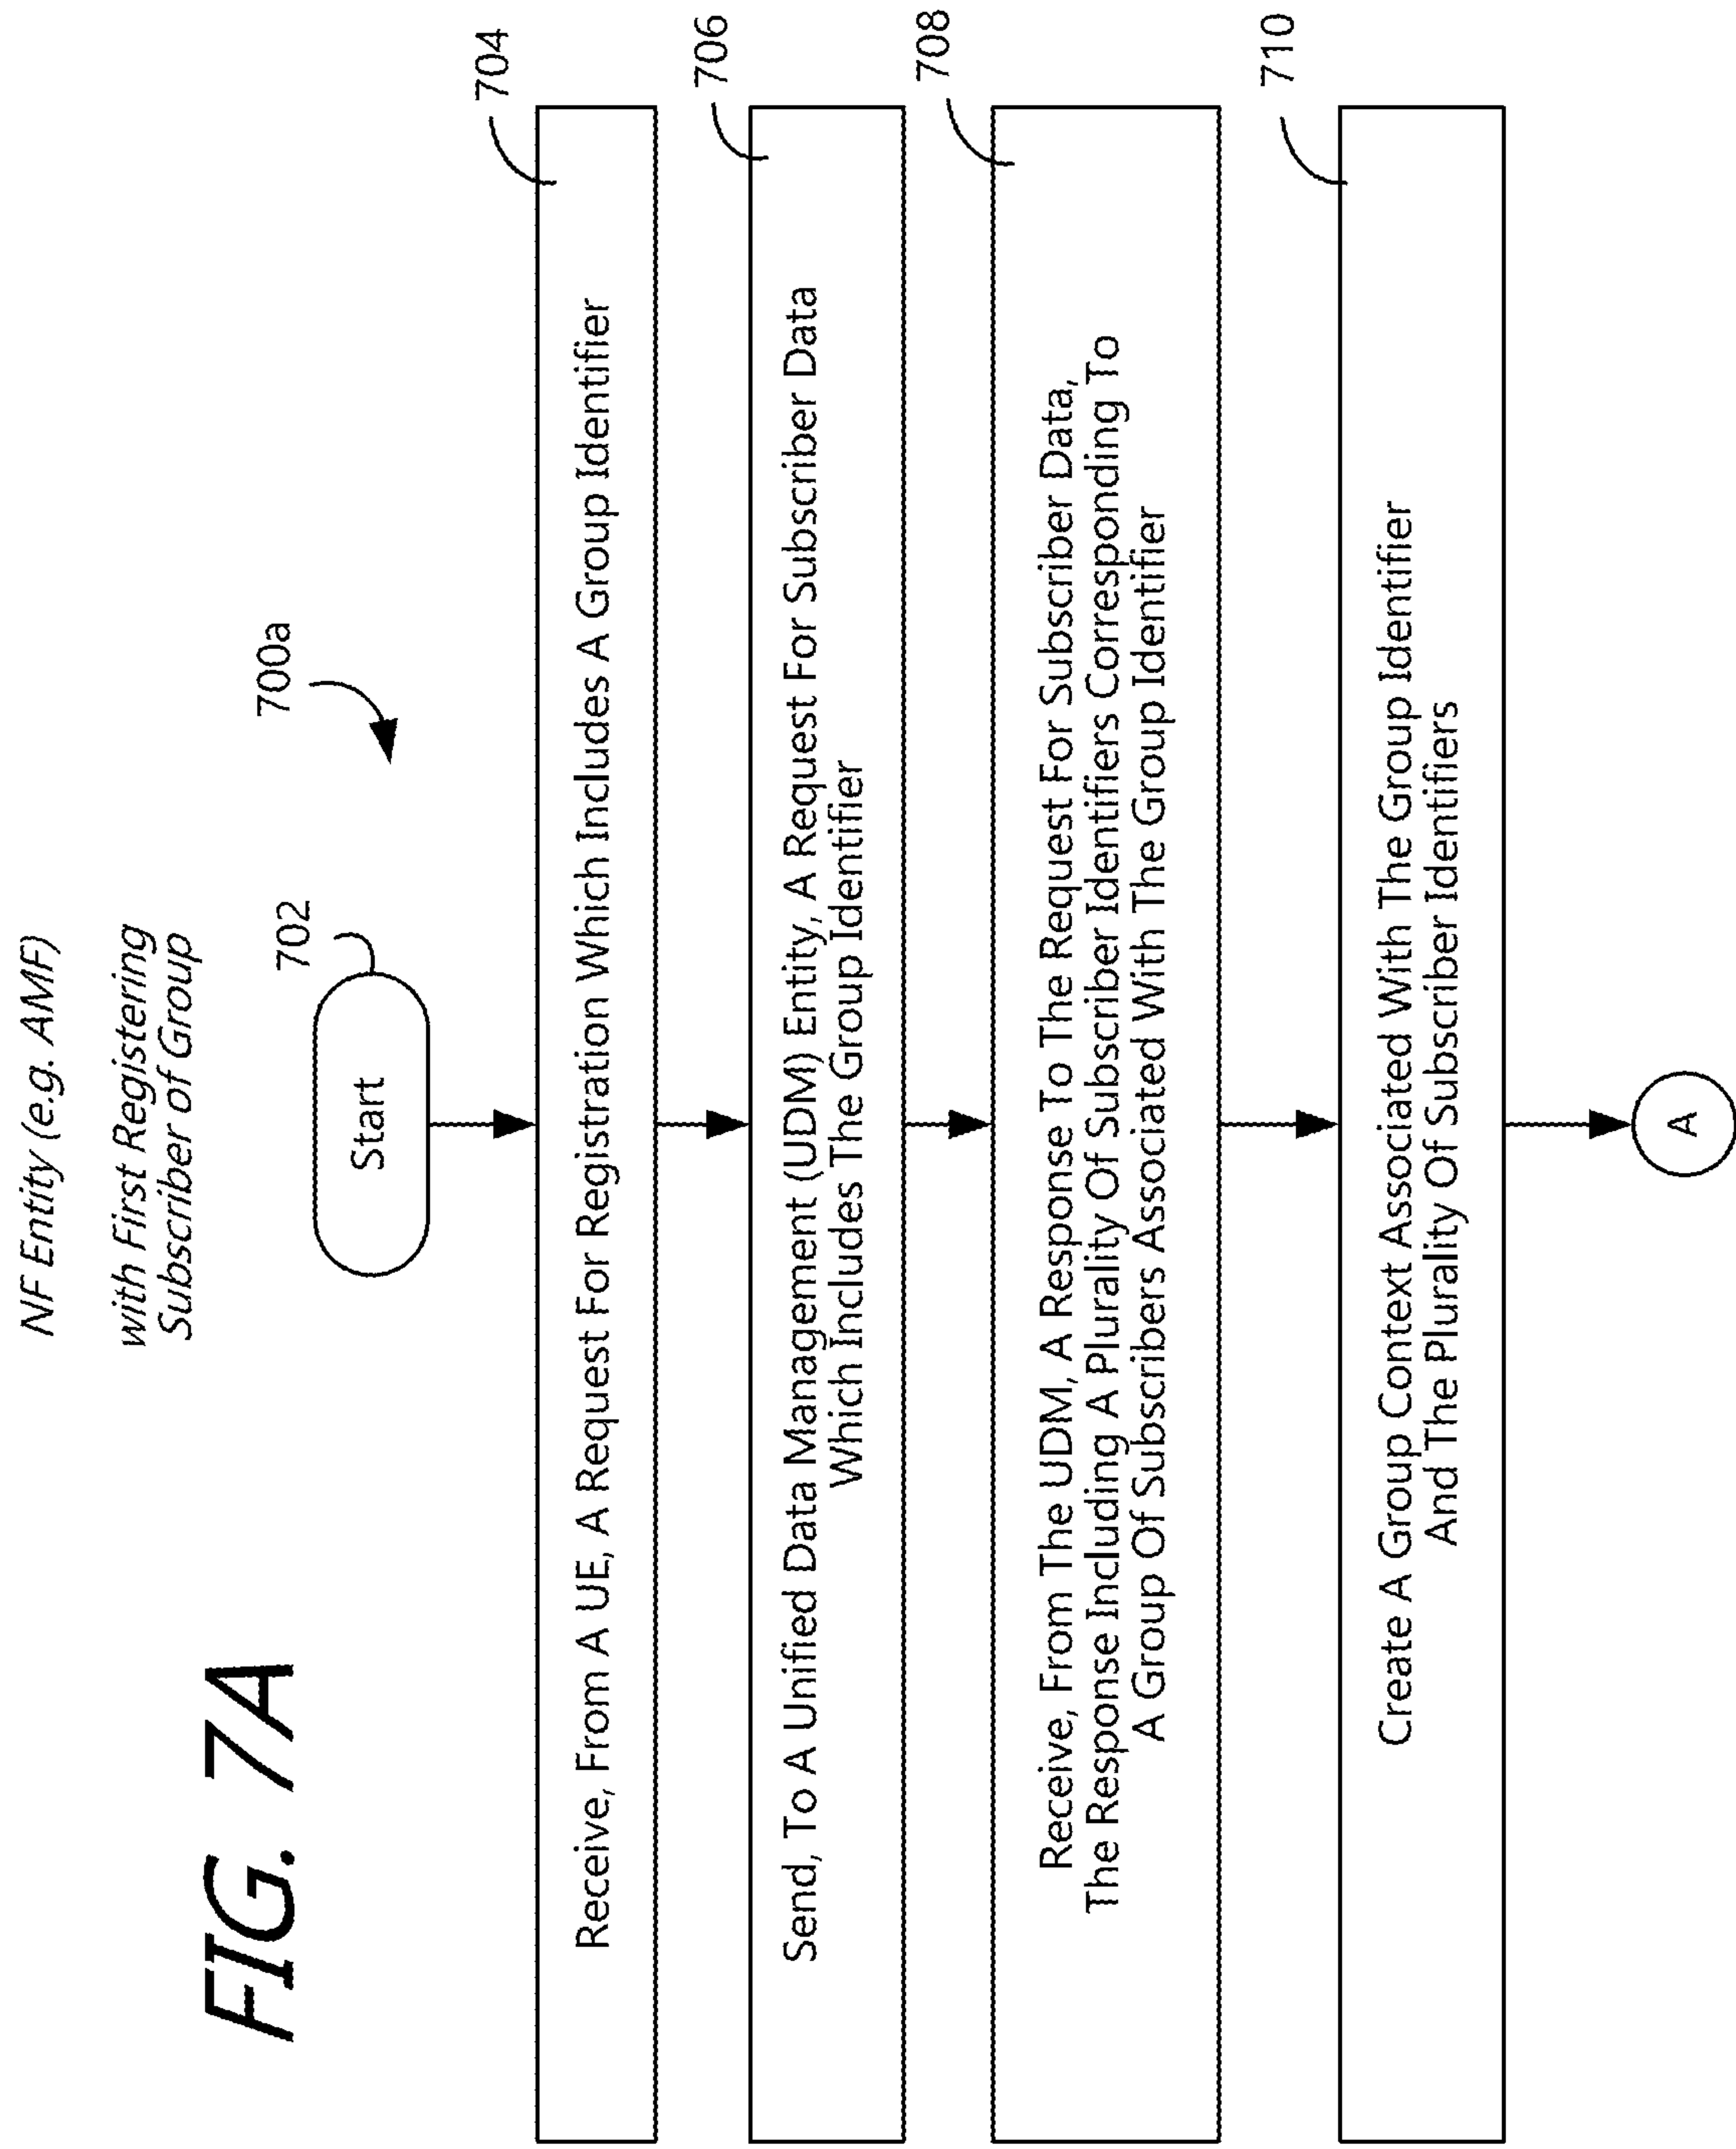 FIG. 7A
NF Entity (e.g. AMF)
with First Registering
Subscriber of Group
700a
702
Start
704
Receive, From A UE, A Request For Registration Which Includes A Group Identifier
706
Send, To A Unified Data Management (UDM) Entity, A Request For Subscriber Data
Which Includes The Group Identifier
708
Receive, From The UDM, A Response To The Request For Subscriber Data,
The Response Including A Plurality Of Subscriber Identifiers Corresponding To
A Group Of Subscribers Associated With The Group Identifier
710
Create A Group Context Associated With The Group Identifier
And The Plurality Of Subscriber Identifiers
A